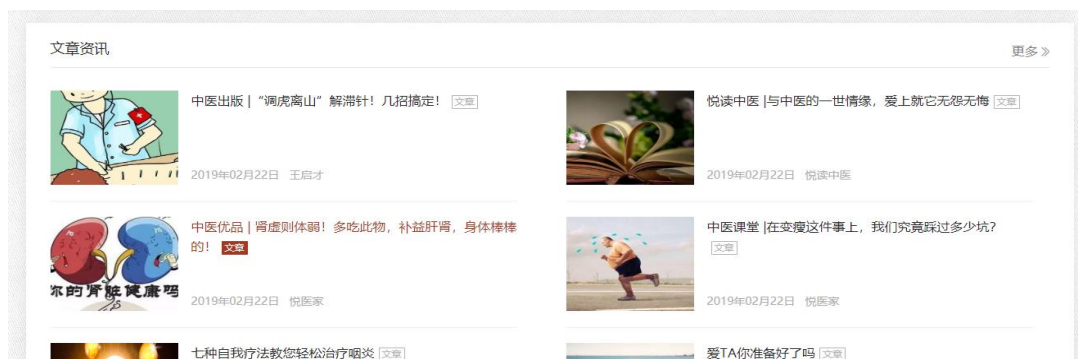 文章资讯
更多 》
中医出版 | “调虎离山”解滞针！几招搞定！ 文章
2019年02月22日 王启才
悦读中医 |与中医的一世情缘，爱上就它无怨无悔 文章
2019年02月22日 悦读中医
中医优品 | 肾虚则体弱！多吃此物，补益肝肾，身体棒棒
的！ 文章
你的肾脏健康吗
2019年02月22日 悦医家
中医课堂 |在变瘦这件事上，我们究竟踩过多少坑？
文章
2019年02月22日 悦医家
七种自我疗法教您轻松治疗咽炎 文章
爱TA你准备好了吗 文章